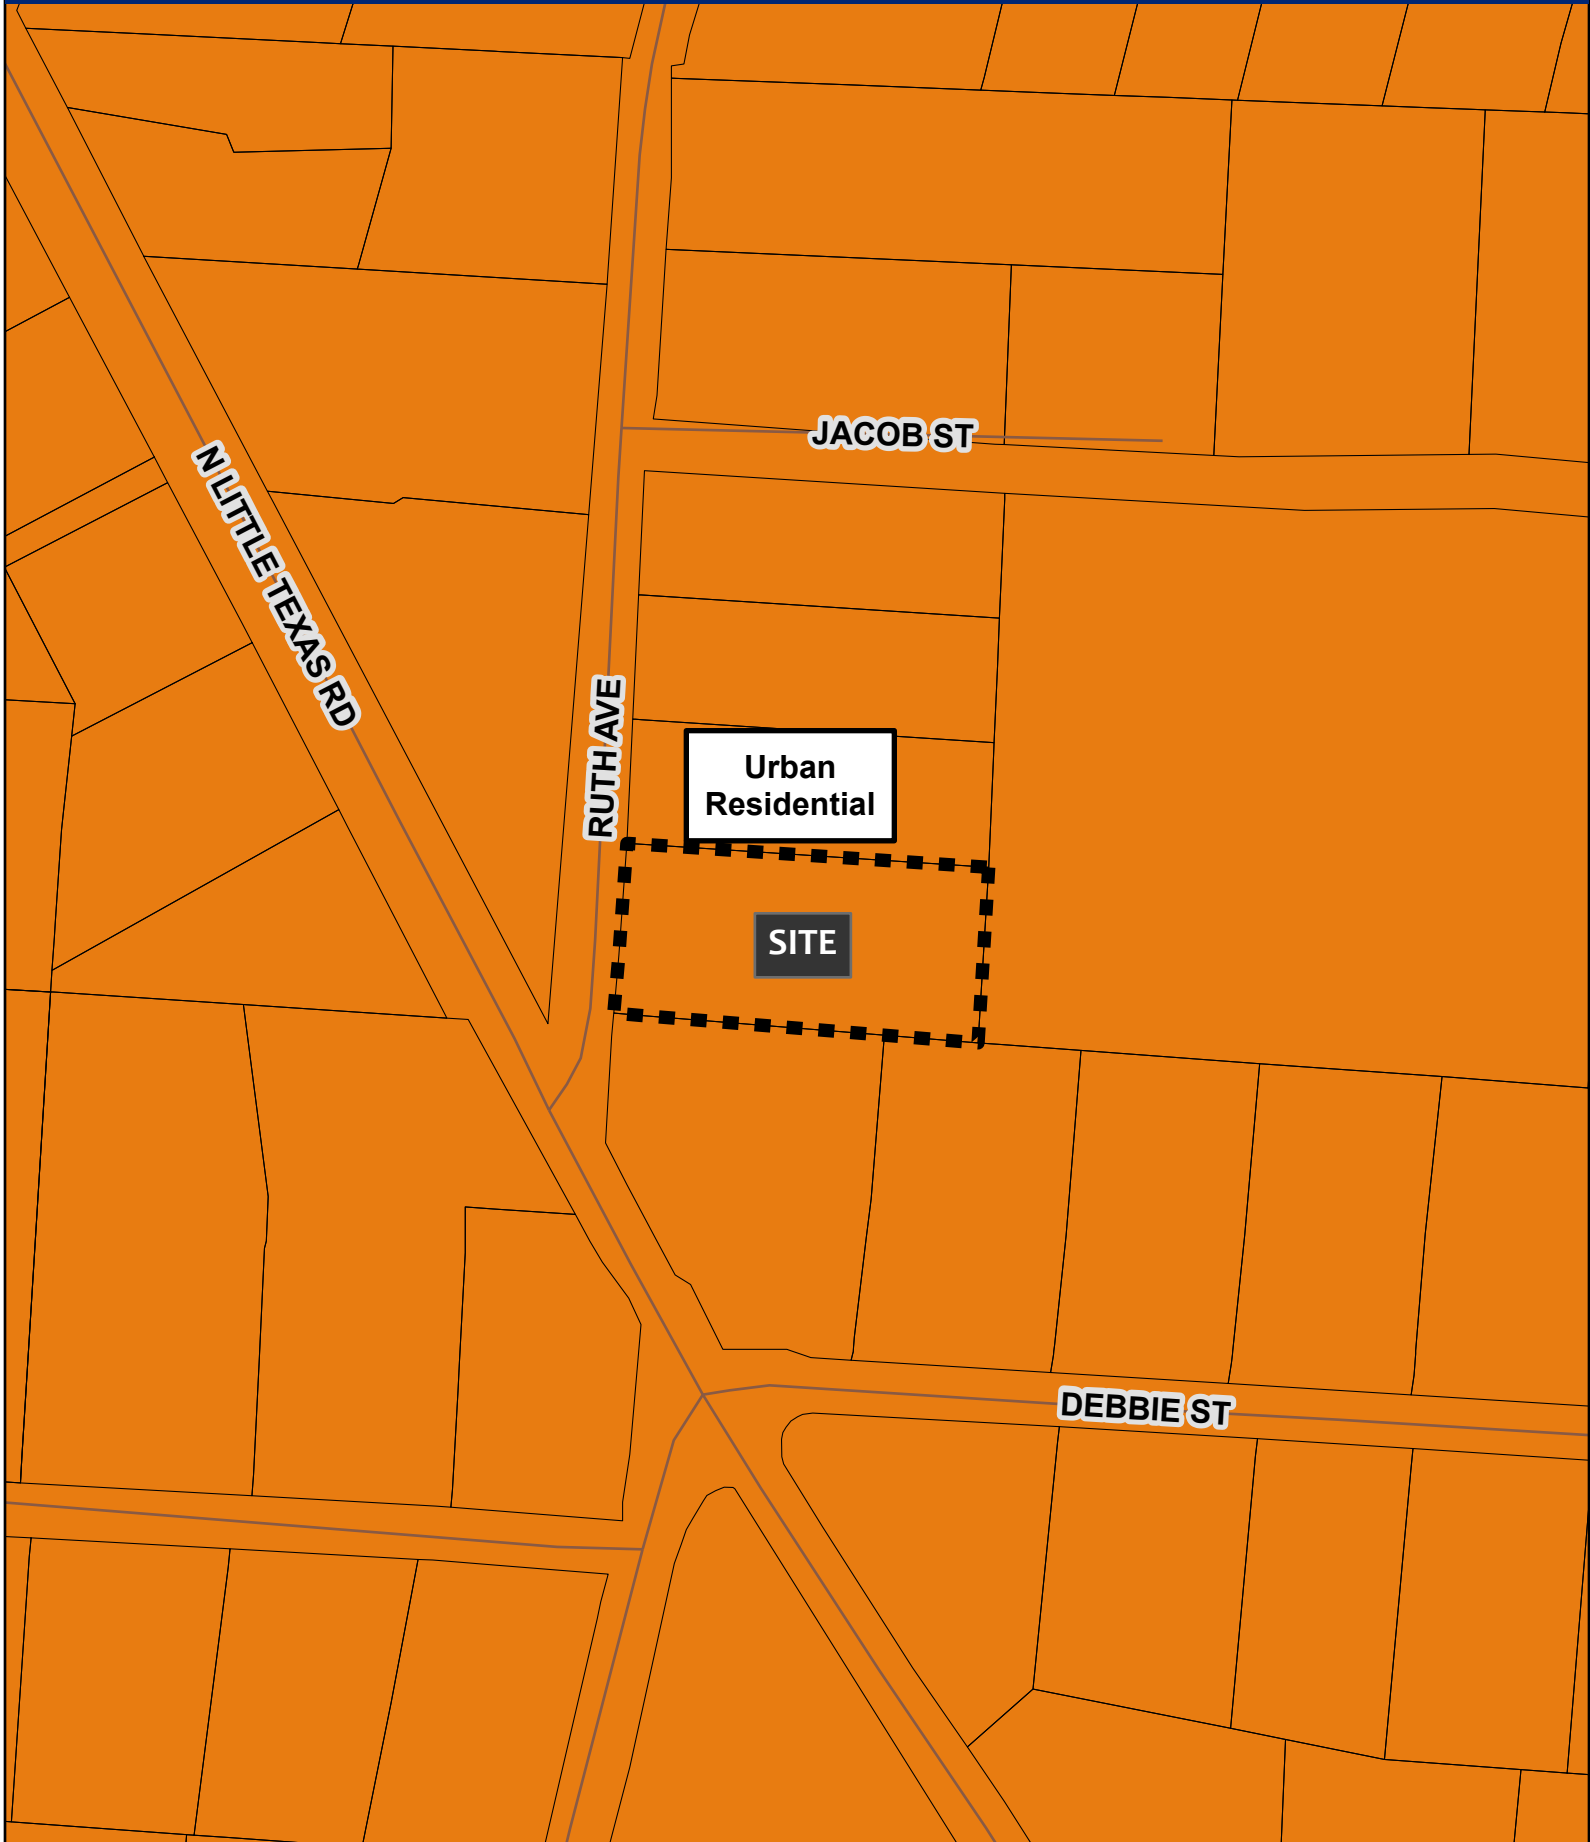 JACOB ST
N LITTLE TEXAS RD
RUTH AVE
Urban
Residential
SITE
DEBBIE ST